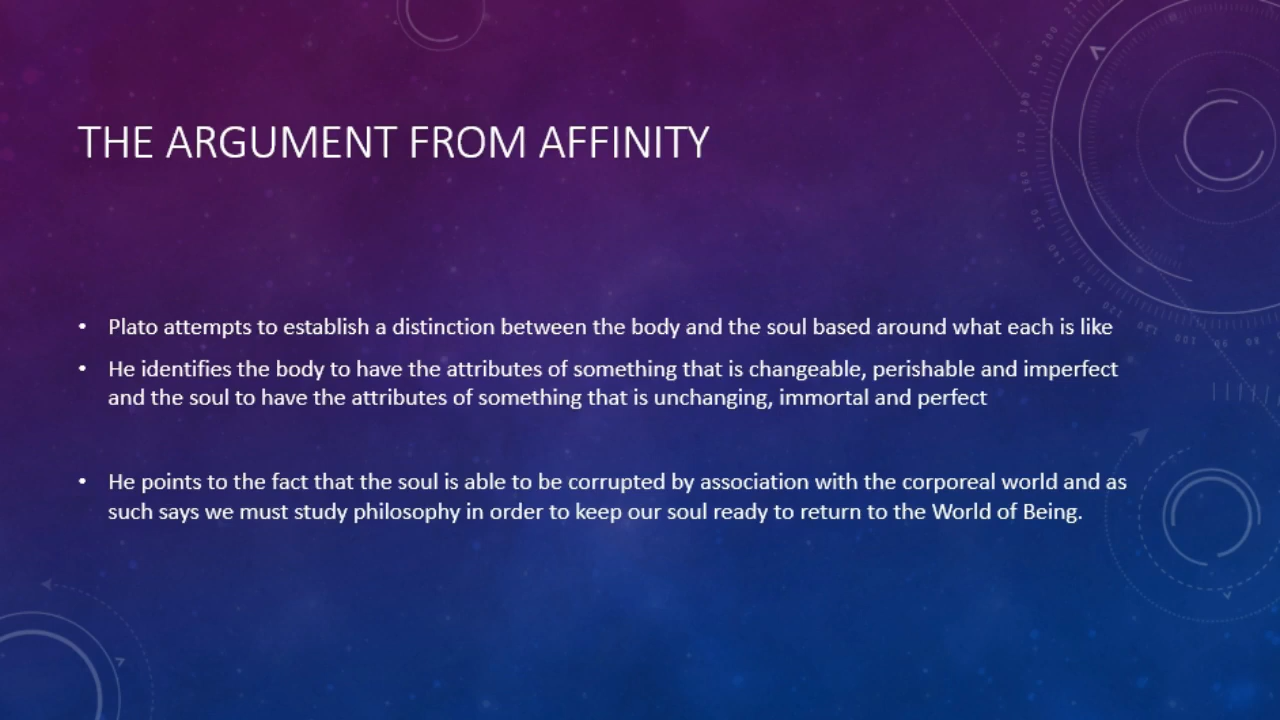 THE ARGUMENT FROM AFFINITY
• Plato attempts to establish a distinction between the body and the soul based around what each is like
• He identifies the body to have the attributes of something that is changeable, perishable and imperfect
and the soul to have the attributes of something that is unchanging, immortal and perfect
• He points to the fact that the soul is able to be corrupted by association with the corporeal world and as
such says we must study philosophy in order to keep our soul ready to return to the World of Being.